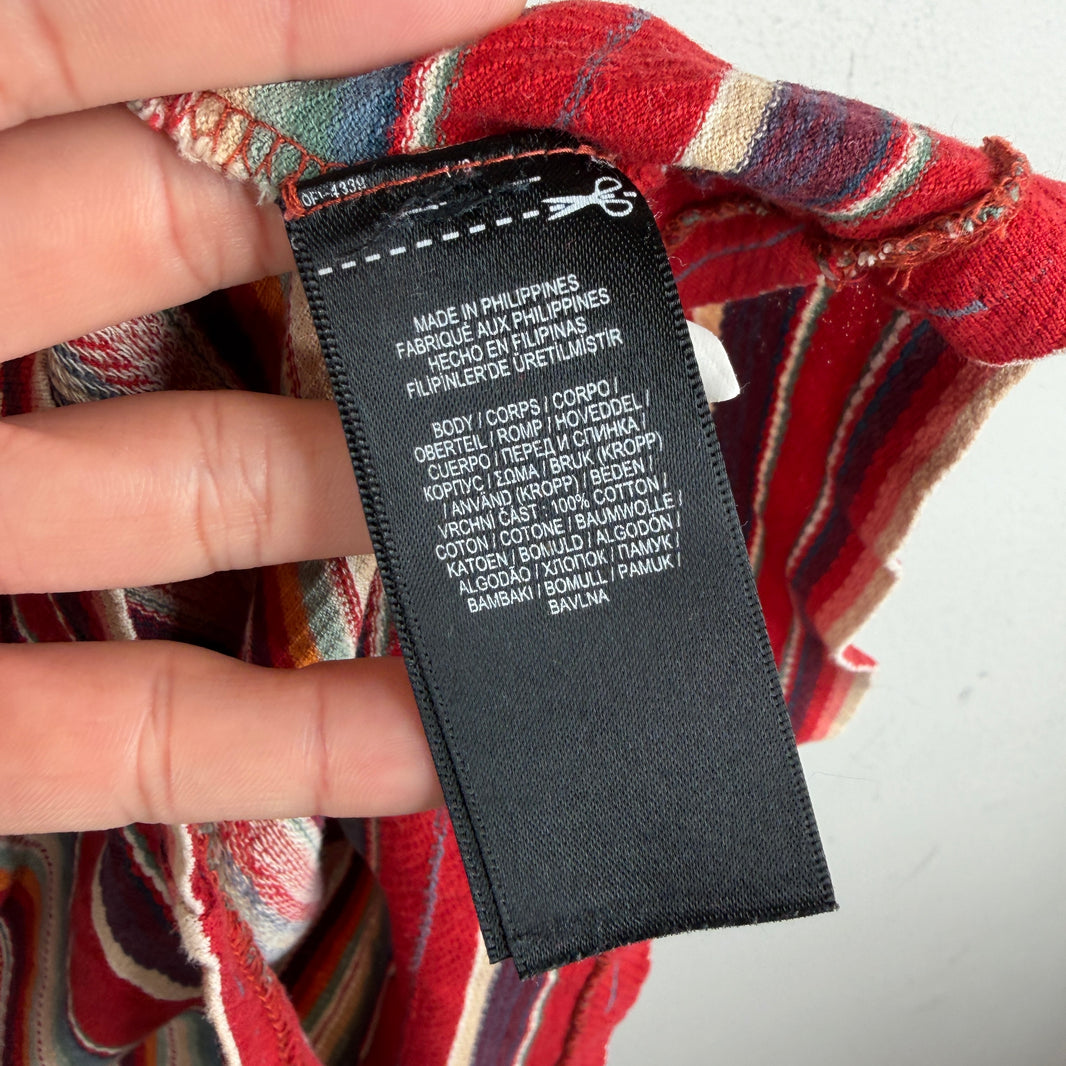 MADE IN PHILIPPINES
FABRIQUÉ AUX PHILIPPINES
HECHO EN FILIPINAS
FILIPINLER'DE ÜRETILMIŞTIR
BODY / CORPS / CORPO /
OBERTEIL / ROMP / HOVEDDEL /
CUERPO / ПЕРЕД И СПИНКА /
КОРПУС / ΣΩΜΑ / BRUK (KROPP)
/ ANVÄND (KROPP) / BEDEN /
VRCHNI ČÁST : 100% COTTON /
COTON / COTONE / BAUMWOLLE /
KATOEN / BOMULD / ALGODÓN /
ALGODÃO / ХЛОПОК / ПАМУК /
BAMBAKI / BOMULL / PAMUK /
BAVLNA